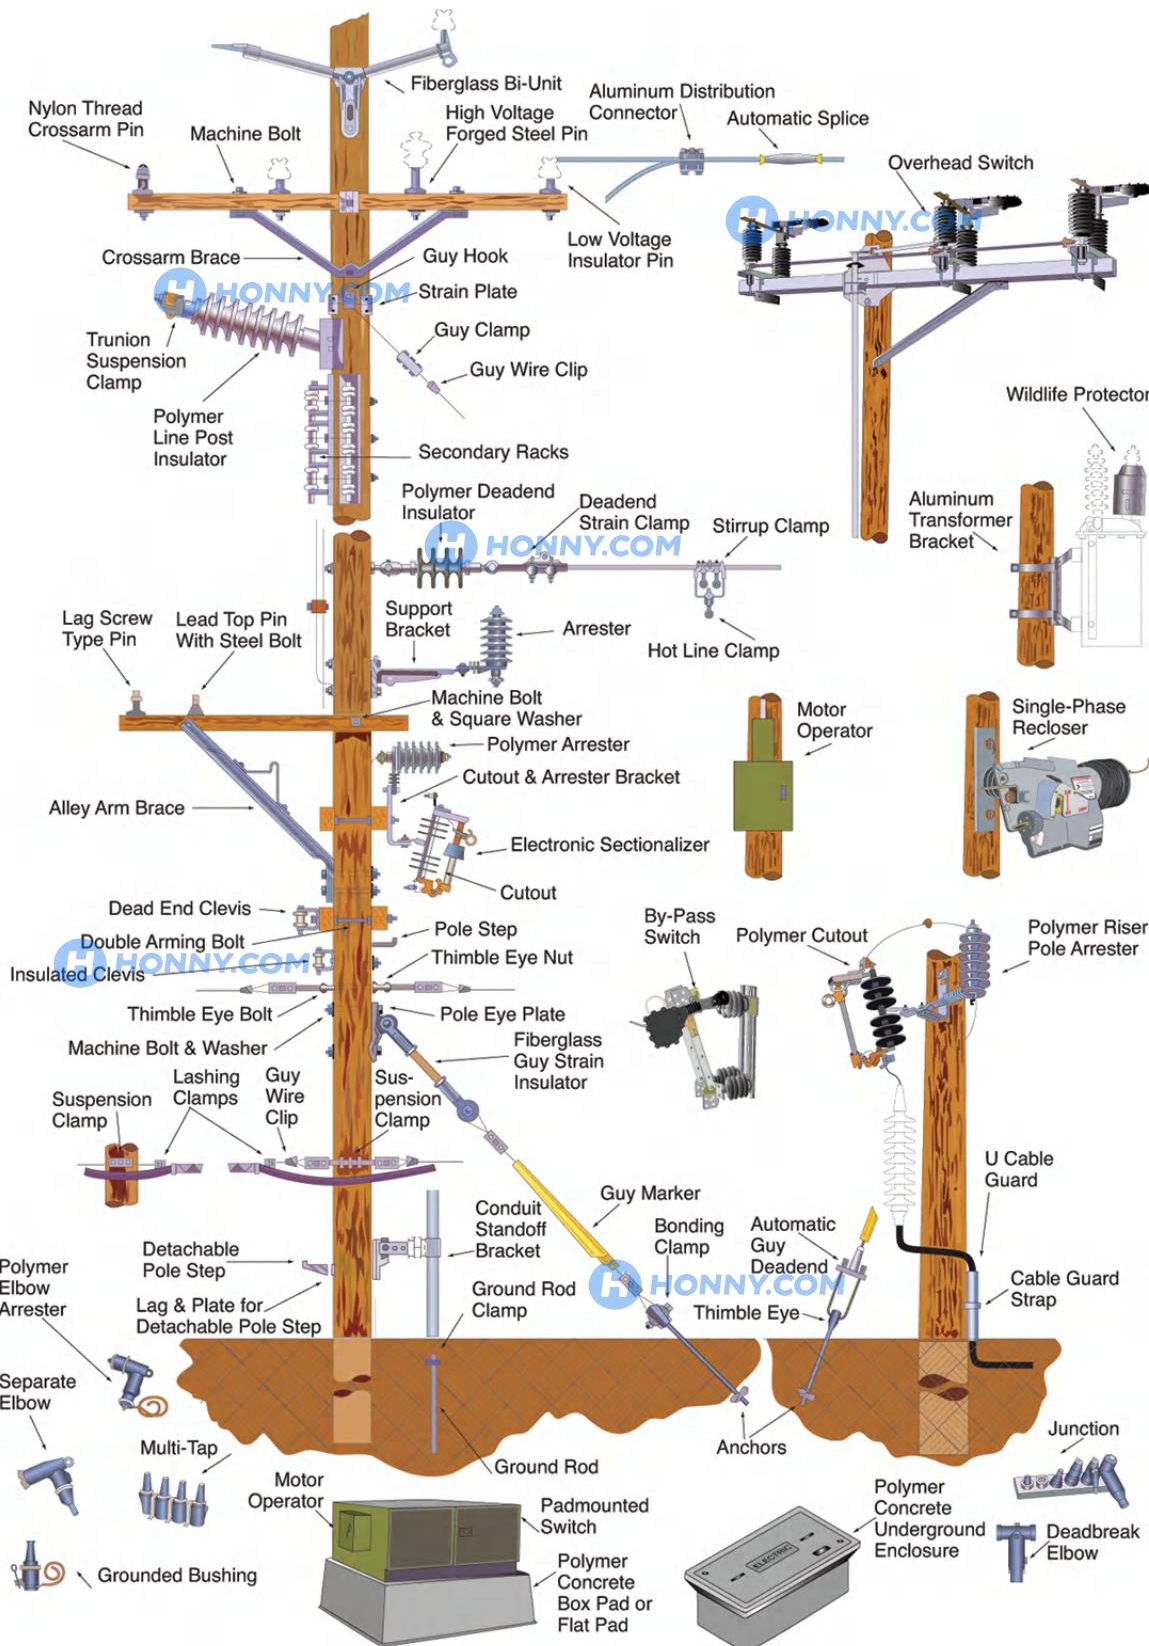 Fiberglass Bi-Unit
Nylon Thread
Crossarm Pin
Machine Bolt
High Voltage
Forged Steel Pin
Aluminum Distribution
Connector
Automatic Splice
Overhead Switch
HONNY.COM
Low Voltage
Insulator Pin
Crossarm Brace
Guy Hook
HONNY.COM
Strain Plate
Trunion
Suspension
Clamp
Guy Clamp
Guy Wire Clip
Polymer
Line Post
Insulator
Secondary Racks
Wildlife Protector
Polymer Deadend
Insulator
Deadend
Strain Clamp
Stirrup Clamp
HONNY.COM
Aluminum
Transformer
Bracket
Lag Screw
Type Pin
Lead Top Pin
With Steel Bolt
Support
Bracket
Arrester
Hot Line Clamp
Machine Bolt
& Square Washer
Motor
Operator
Single-Phase
Recloser
Polymer Arrester
Cutout & Arrester Bracket
Alley Arm Brace
Electronic Sectionalizer
Cutout
Dead End Clevis
Double Arming Bolt
Pole Step
HONNY.COM
Insulated Clevis
Thimble Eye Nut
By-Pass
Switch
Polymer Cutout
Polymer Riser
Pole Arrester
Thimble Eye Bolt
Pole Eye Plate
Machine Bolt & Washer
Fiberglass
Guy Strain
Insulator
Suspension
Clamp
Lashing
Clamps
Guy
Wire
Clip
Sus-
pension
Clamp
U Cable
Guard
Guy Marker
Conduit
Standoff
Bracket
Bonding
Clamp
Automatic
Guy
Deadend
Detachable
Pole Step
HONNY.COM
Cable Guard
Strap
Polymer
Elbow
Arrester
Lag & Plate for
Detachable Pole Step
Ground Rod
Clamp
Thimble Eye
Separate
Elbow
Multi-Tap
Anchors
Junction
Ground Rod
Motor
Operator
Padmounted
Switch
Polymer
Concrete
Underground
Enclosure
ELECTRIC
Deadbreak
Elbow
Grounded Bushing
Polymer
Concrete
Box Pad or
Flat Pad